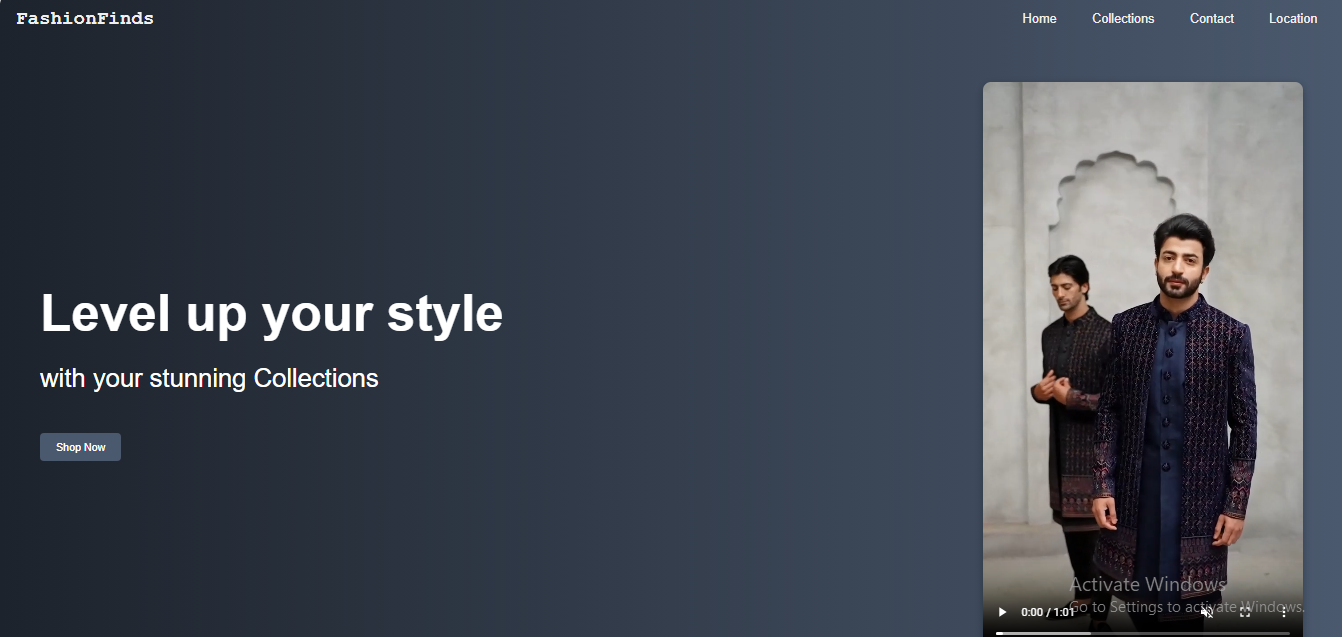 FashionFinds
Home Collections Contact Location
Level up your style
with your stunning Collections
Shop Now
Activate Windows
Go to Settings to activate Windows.
0:00 / 1:01